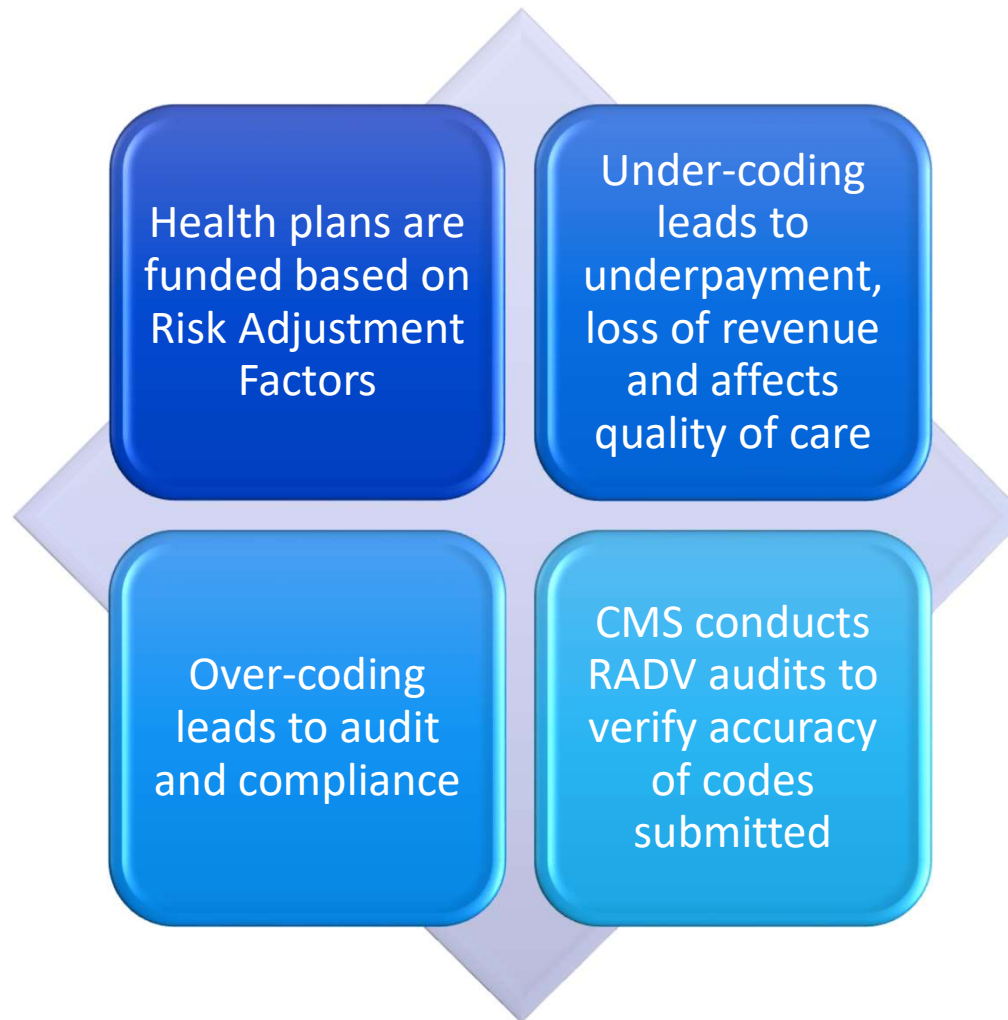 Health plans are
funded based on
Risk Adjustment
Factors
Under-coding
leads to
underpayment,
loss of revenue
and affects
quality of care
Over-coding
leads to audit
and compliance
CMS conducts
RADV audits to
verify accuracy
of codes
submitted